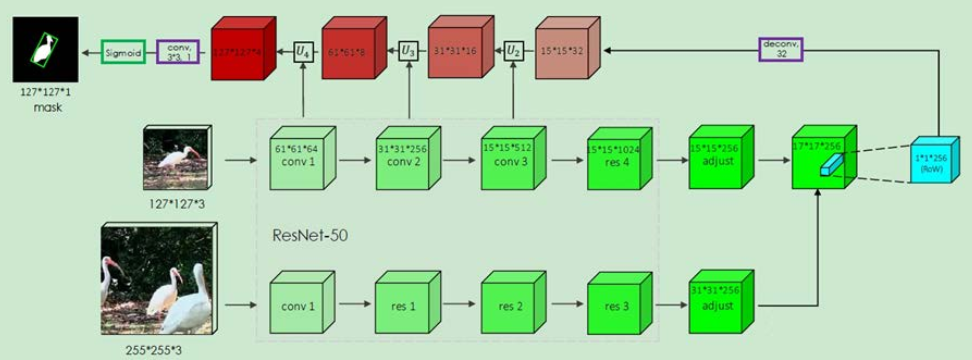 Sigmoid
conv,
3*3, 1
127*127*4
U4
61*61*8
U3
31*31*16
U2
15*15*32
deconv,
32
127*127*1
mask
61*61*64
conv 1
31*31*256
conv 2
15*15*512
conv 3
15*15*1024
res 4
15*15*256
adjust
17*17*256
1*1*256
(RoW)
127*127*3
ResNet-50
conv 1
res 1
res 2
res 3
31*31*256
adjust
255*255*3